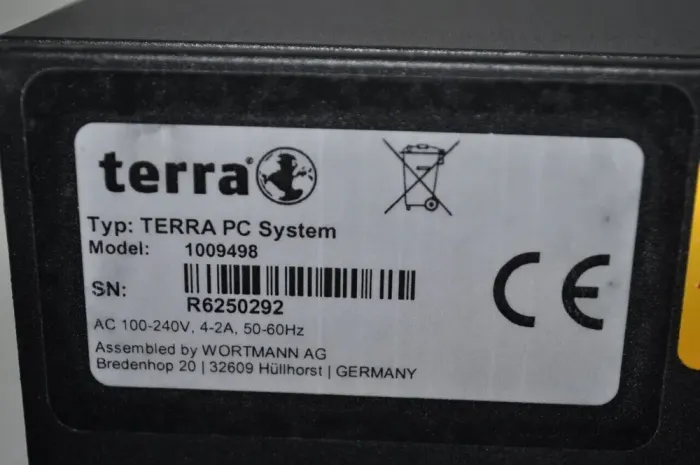 terra®
Typ: TERRA PC System
Model: 1009498
SN:
R6250292
AC 100-240V, 4-2A, 50-60Hz
Assembled by WORTMANN AG
Bredenhop 20 | 32609 Hüllhorst | GERMANY
CE